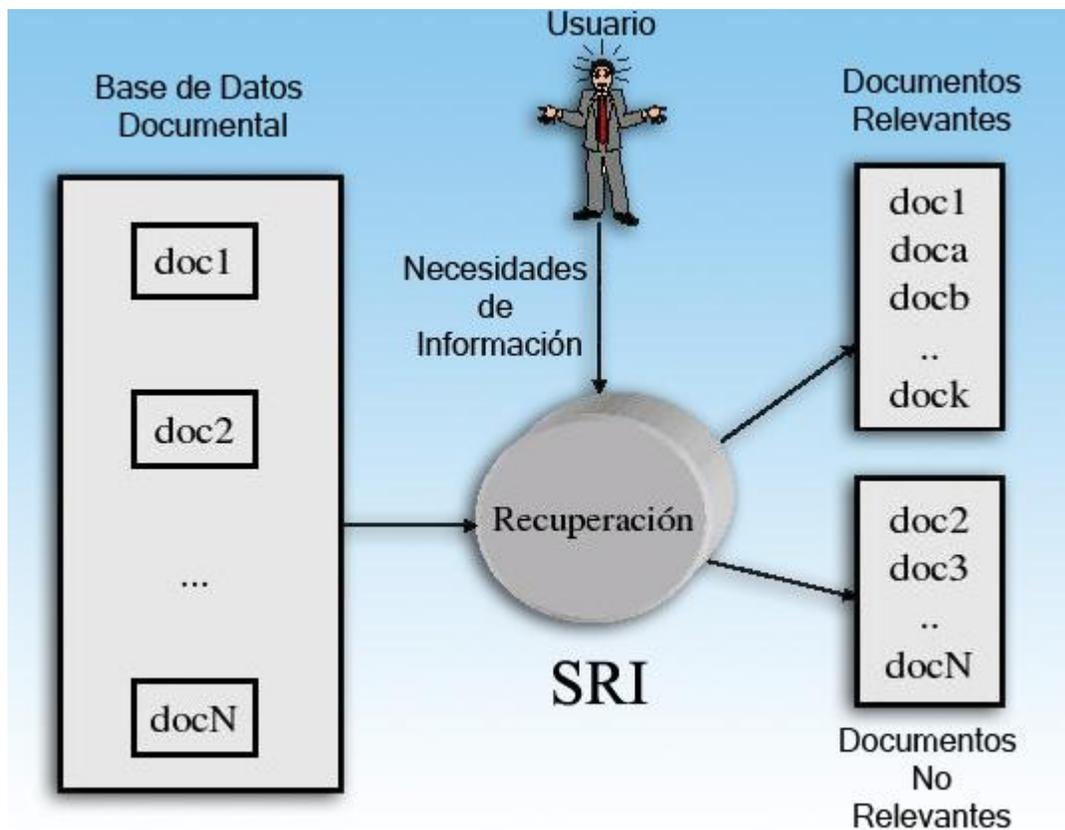 Usuario
Base de Datos
Documental
doc1
doc2
...
docN
Necesidades
de
Información
Recuperación
SRI
Documentos
Relevantes
doc1
doca
docb
..
dock
doc2
doc3
..
docN
Documentos
No
Relevantes